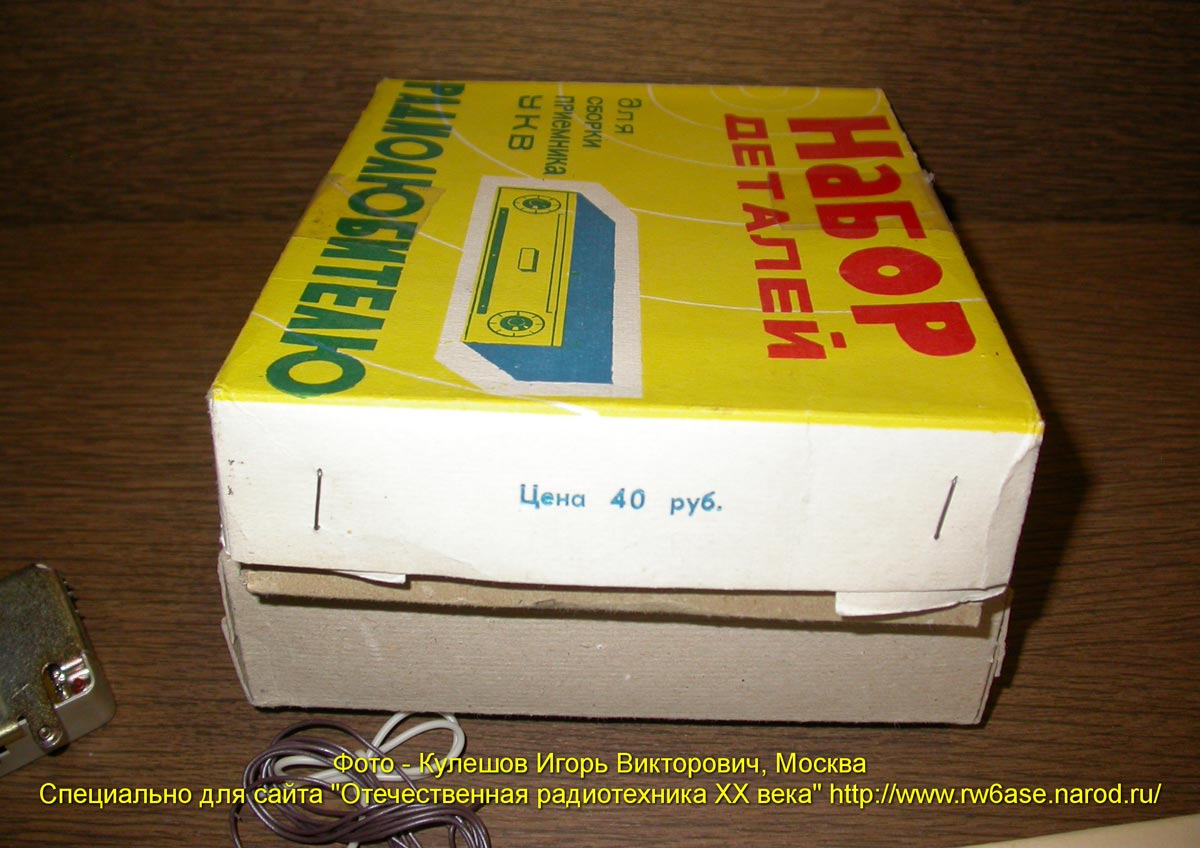 НАБОР
ДЕТАЛЕЙ
для
СБОРКИ
ПРИЕМНИКА
УКВ
РАДИОЛЮБИТЕЛЮ
Цена 40 руб.
Фото - Кулешов Игорь Викторович, Москва
Специально для сайта "Отечественная радиотехника ХХ века" http://www.rw6ase.narod.ru/